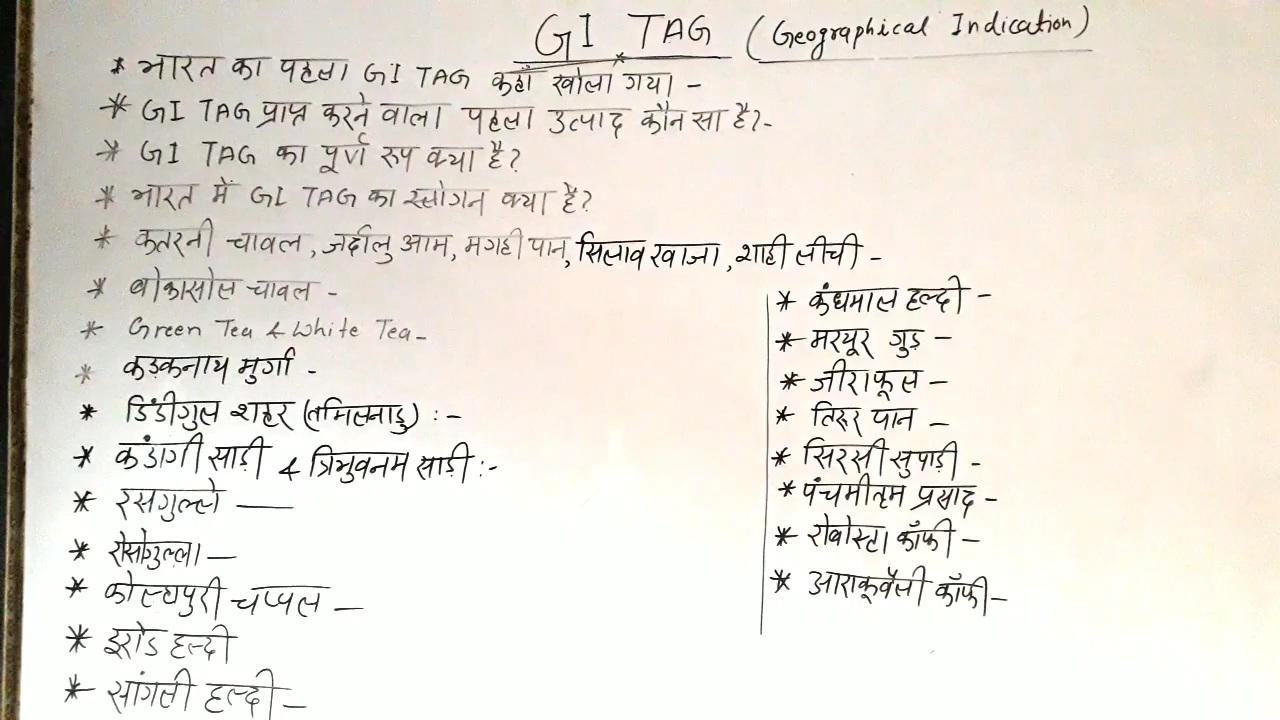 GI TAG (Geographical Indication)
* भारत का पहला GI TAG कहाँ खोला गया -
* GI TAG प्राप्त करने वाला पहला उत्पाद कौन सा है? -
* GI TAG का पूर्ण रुप क्या है?
* भारत में GI TAG का स्लोगन क्या है?
* कतरनी चावल, जर्दालु आम, मगही पान, सिलाव खाजा, शाही लीची -
* बोकासोल चावल -
* Green Tea & White Tea -
* कड़कनाथ मुर्गा -
* डिंडीगुल शहर (तमिलनाडु) :-
* कंडांगी साड़ी & त्रिभुवनम साड़ी :-
* रसगुल्ले —
* रोसोगुल्ला —
* कोल्हापुरी चप्पल —
* इरोड हल्दी
* सांगली हल्दी -
* कंधमाल हल्दी -
* मरयूर गुड़ -
* जीराफूल -
* तिरुर पान -
* सिरसी सुपाड़ी -
* पंचमीतम प्रसाद -
* रोबोस्टा कॉफी -
* आराकूवैली कॉफी -